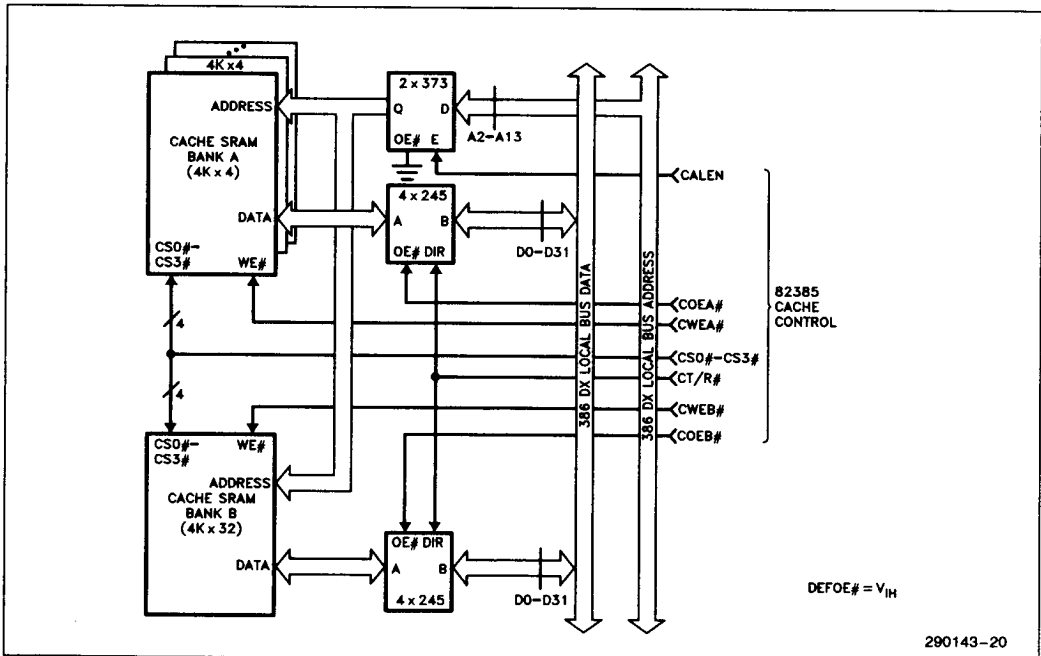 4K x 4
ADDRESS
CACHE SRAM
BANK A
(4K x 4)
DATA
CS0#-
CS3#
WE#
2 x 373
Q
D
OE#
E
A2-A13
4 x 245
A
B
OE#
DIR
D0-D31
386 DX LOCAL BUS DATA
386 DX LOCAL BUS ADDRESS
CALEN
COEA#
CWEA#
CS0#-CS3#
CT/R#
CWEB#
COEB#
82385
CACHE
CONTROL
4
4
CS0#-
CS3#
WE#
ADDRESS
CACHE SRAM
BANK B
(4K x 32)
DATA
OE#
DIR
A
B
4 x 245
D0-D31
DEFOE# = VIH
290143-20